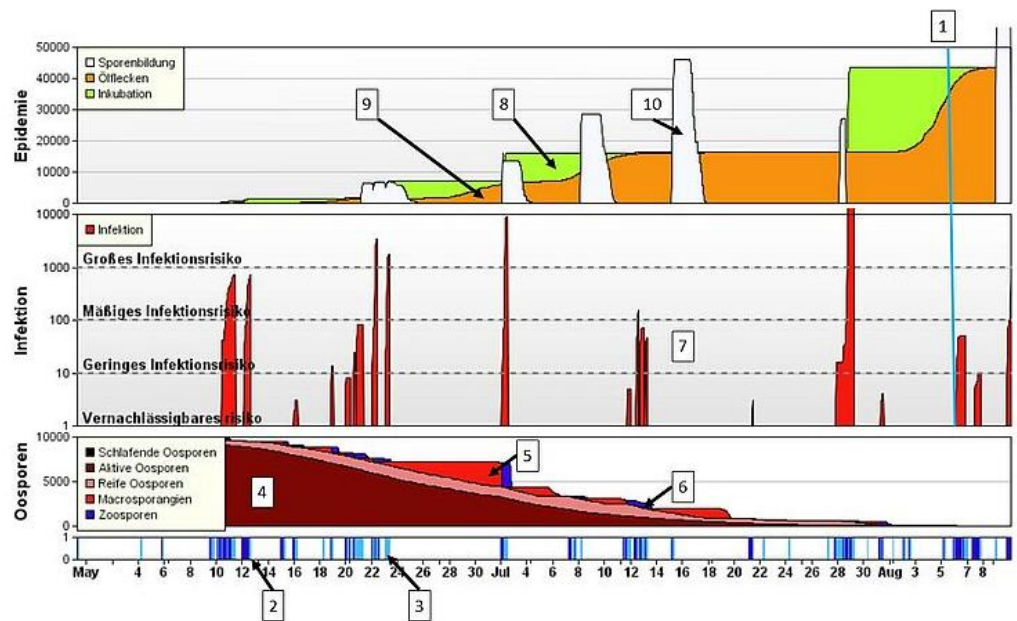 1
50000
40000
30000
20000
10000
0
Epidemie
Sporenbildung
Ölflecken
Inkubation
9
8
10
10000
1000
100
10
1
Infektion
Infektion
Großes Infektionsrisiko
Mäßiges Infektionsrisiko
Geringes Infektionsrisiko
Vernachlässigbares risiko
7
10000
5000
0
Oosporen
Schlafende Oosporen
Aktive Oosporen
Reife Oosporen
Macrosporangien
Zoosporen
4
5
6
1
0
May 4 6 8 10 12 14 16 18 20 22 24 26 28 30 Jul 4 6 8 10 12 14 16 18 20 22 24 26 28 30 Aug 3 5 7 8
2
3